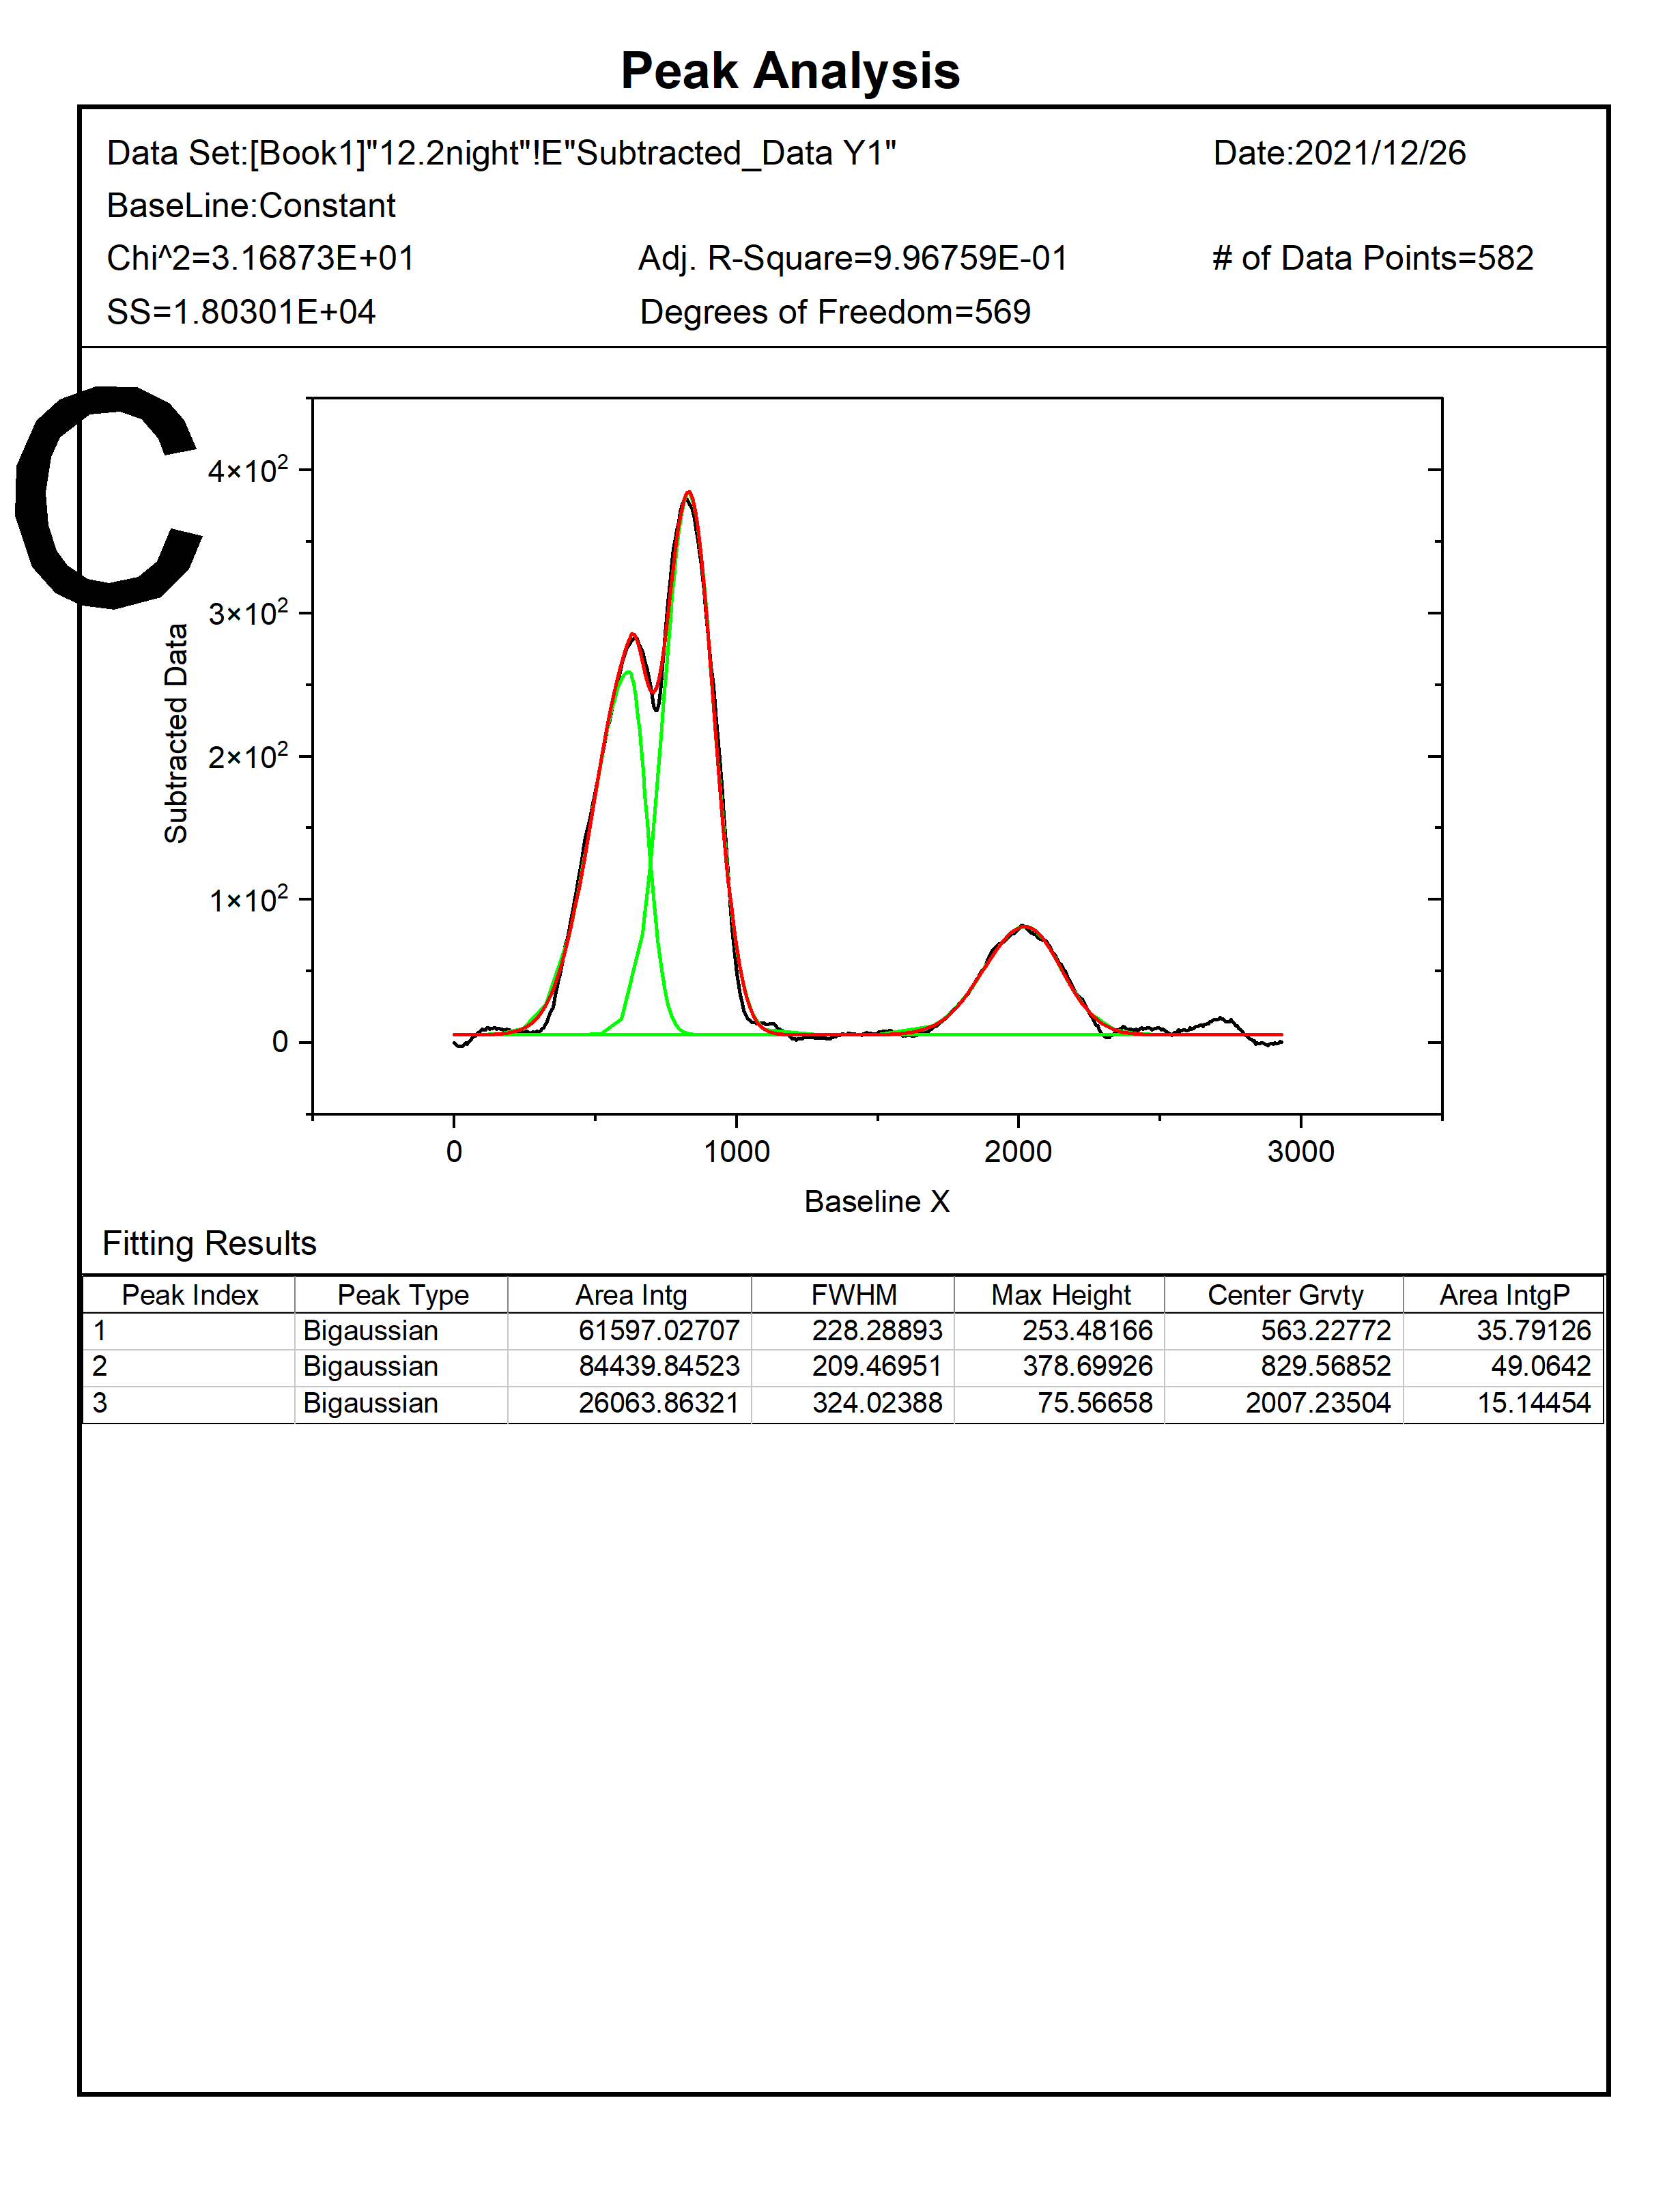 Peak Analysis
Data Set:[Book1]"12.2night"!E"Subtracted_Data Y1" Date:2021/12/26
BaseLine:Constant
Chi^2=3.16873E+01 Adj. R-Square=9.96759E-01 # of Data Points=582
SS=1.80301E+04 Degrees of Freedom=569
C
4×10²
3×10²
2×10²
1×10²
0
Subtracted Data
0 1000 2000 3000
Baseline X
Fitting Results
Peak Index Peak Type Area Intg FWHM Max Height Center Grvty Area IntgP
1 Bigaussian 61597.02707 228.28893 253.48166 563.22772 35.79126
2 Bigaussian 84439.84523 209.46951 378.69926 829.56852 49.0642
3 Bigaussian 26063.86321 324.02388 75.56658 2007.23504 15.14454